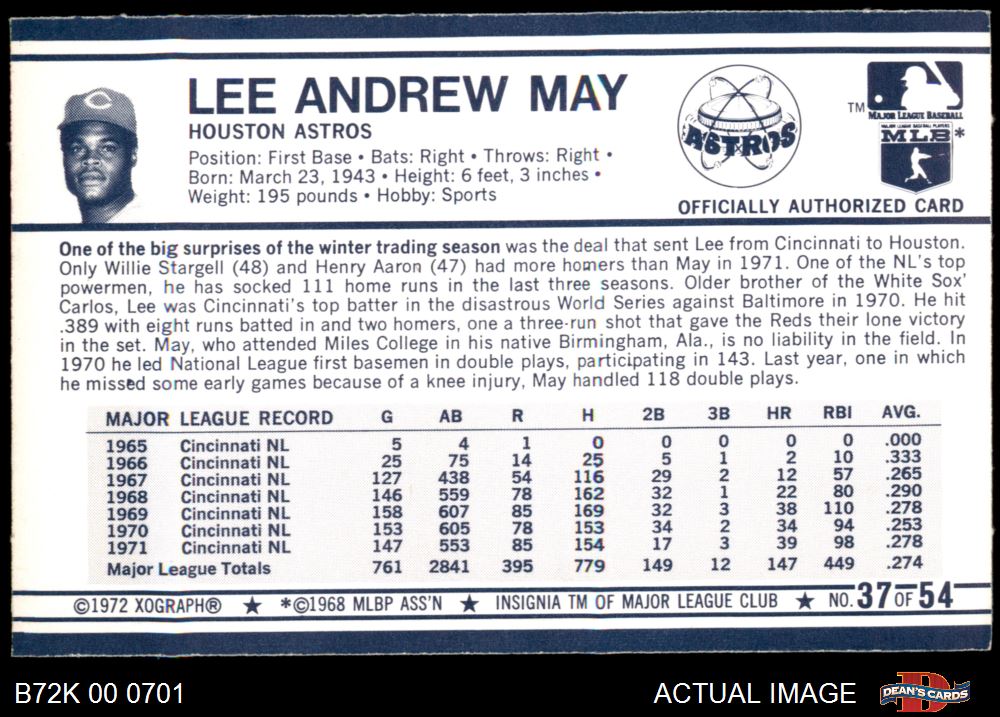 C
LEE ANDREW MAY
HOUSTON ASTROS
Position: First Base • Bats: Right • Throws: Right •
Born: March 23, 1943 • Height: 6 feet, 3 inches •
Weight: 195 pounds • Hobby: Sports
ASTROS
TM
MAJOR LEAGUE BASEBALL
MAJOR LEAGUE BASEBALL PLAYERS
MLB*
OFFICIALLY AUTHORIZED CARD
One of the big surprises of the winter trading season was the deal that sent Lee from Cincinnati to Houston.
Only Willie Stargell (48) and Henry Aaron (47) had more homers than May in 1971. One of the NL's top
powermen, he has socked 111 home runs in the last three seasons. Older brother of the White Sox'
Carlos, Lee was Cincinnati's top batter in the disastrous World Series against Baltimore in 1970. He hit
.389 with eight runs batted in and two homers, one a three-run shot that gave the Reds their lone victory
in the set. May, who attended Miles College in his native Birmingham, Ala., is no liability in the field. In
1970 he led National League first basemen in double plays, participating in 143. Last year, one in which
he missed some early games because of a knee injury, May handled 118 double plays.
MAJOR LEAGUE RECORD G AB R H 2B 3B HR RBI AVG.
1965 Cincinnati NL 5 4 1 0 0 0 0 0 .000
1966 Cincinnati NL 25 75 14 25 5 1 2 10 .333
1967 Cincinnati NL 127 438 54 116 29 2 12 57 .265
1968 Cincinnati NL 146 559 78 162 32 1 22 80 .290
1969 Cincinnati NL 158 607 85 169 32 3 38 110 .278
1970 Cincinnati NL 153 605 78 153 34 2 34 94 .253
1971 Cincinnati NL 147 553 85 154 17 3 39 98 .278
Major League Totals 761 2841 395 779 149 12 147 449 .274
©1972 XOGRAPH® ★ *©1968 MLBP ASS'N ★ INSIGNIA TM OF MAJOR LEAGUE CLUB ★ NO. 37 OF 54
B72K 00 0701 ACTUAL IMAGE DEAN'S CARDS